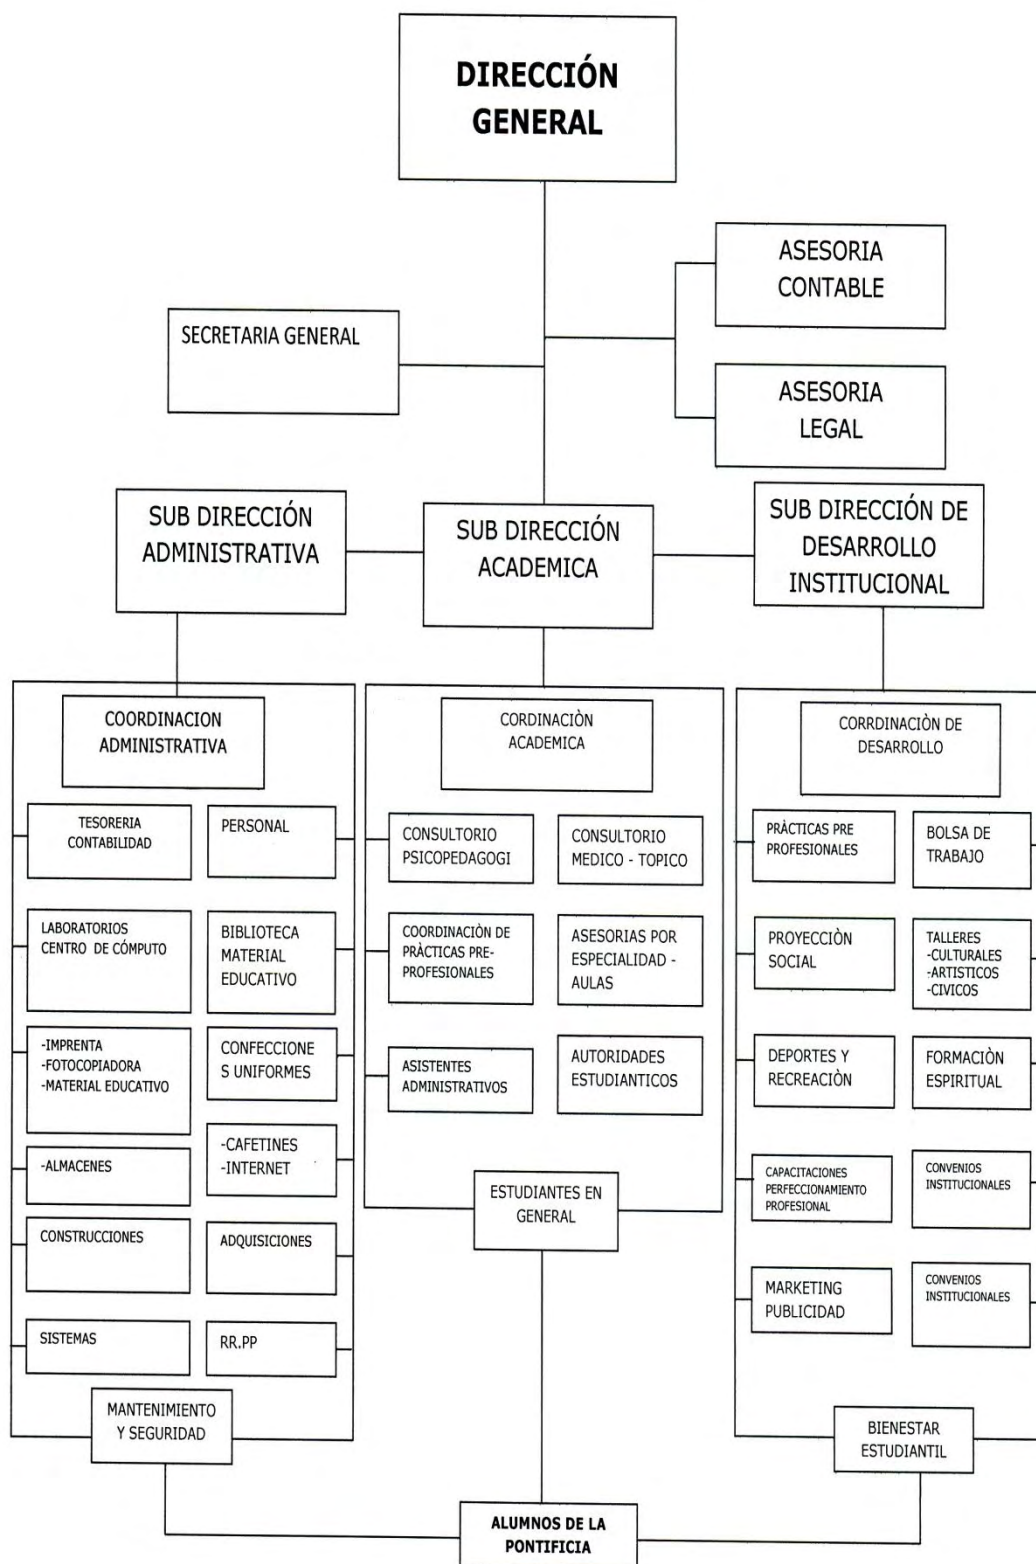 DIRECCIÓN
GENERAL
ASESORIA
CONTABLE
SECRETARIA GENERAL
ASESORIA
LEGAL
SUB DIRECCIÓN
ADMINISTRATIVA
SUB DIRECCIÓN
ACADEMICA
SUB DIRECCIÓN DE
DESARROLLO
INSTITUCIONAL
COORDINACION
ADMINISTRATIVA
TESORERIA
CONTABILIDAD
PERSONAL
LABORATORIOS
CENTRO DE CÓMPUTO
BIBLIOTECA
MATERIAL
EDUCATIVO
-IMPRENTA
-FOTOCOPIADORA
-MATERIAL EDUCATIVO
CONFECCIONE
S UNIFORMES
-ALMACENES
-CAFETINES
-INTERNET
CONSTRUCCIONES
ADQUISICIONES
SISTEMAS
RR.PP
MANTENIMIENTO
Y SEGURIDAD
CORDINACIÒN
ACADEMICA
CONSULTORIO
PSICOPEDAGOGI
CONSULTORIO
MEDICO - TOPICO
COORDINACIÒN DE
PRÀCTICAS PRE-
PROFESIONALES
ASESORIAS POR
ESPECIALIDAD -
AULAS
ASISTENTES
ADMINISTRATIVOS
AUTORIDADES
ESTUDIANTICOS
ESTUDIANTES EN
GENERAL
CORRDINACIÒN DE
DESARROLLO
PRÀCTICAS PRE
PROFESIONALES
BOLSA DE
TRABAJO
PROYECCIÒN
SOCIAL
TALLERES
-CULTURALES
-ARTISTICOS
-CIVICOS
DEPORTES Y
RECREACIÒN
FORMACIÒN
ESPIRITUAL
CAPACITACIONES
PERFECCIONAMIENTO
PROFESIONAL
CONVENIOS
INSTITUCIONALES
MARKETING
PUBLICIDAD
CONVENIOS
INSTITUCIONALES
BIENESTAR
ESTUDIANTIL
ALUMNOS DE LA
PONTIFICIA